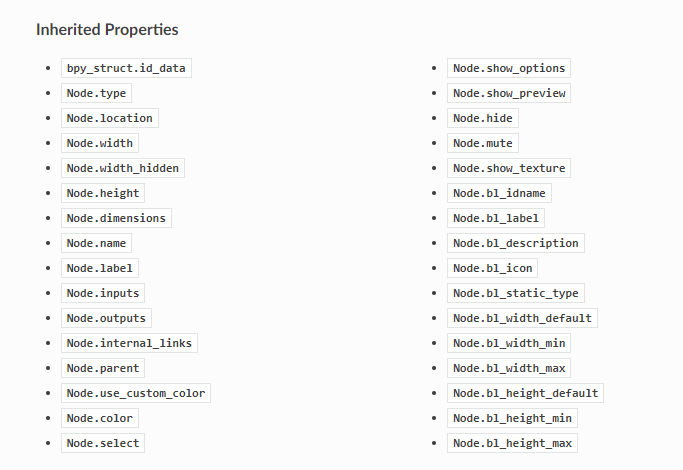 Inherited Properties
bpy_struct.id_data
Node.type
Node.location
Node.width
Node.width_hidden
Node.height
Node.dimensions
Node.name
Node.label
Node.inputs
Node.outputs
Node.internal_links
Node.parent
Node.use_custom_color
Node.color
Node.select
Node.show_options
Node.show_preview
Node.hide
Node.mute
Node.show_texture
Node.bl_idname
Node.bl_label
Node.bl_description
Node.bl_icon
Node.bl_static_type
Node.bl_width_default
Node.bl_width_min
Node.bl_width_max
Node.bl_height_default
Node.bl_height_min
Node.bl_height_max